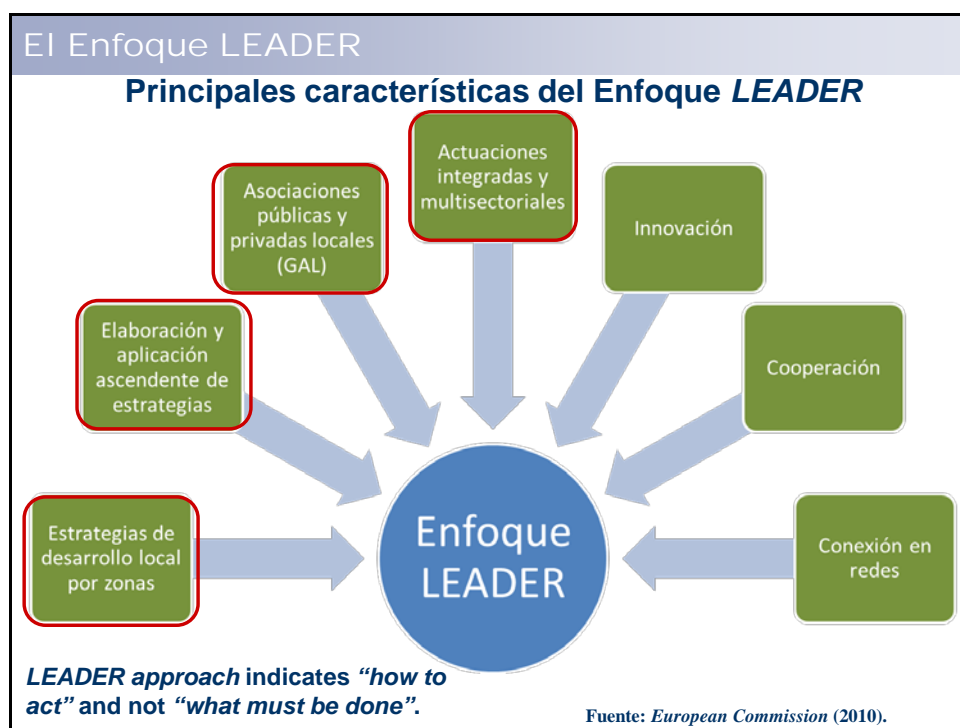 El Enfoque LEADER
Principales características del Enfoque LEADER
Actuaciones
integradas y
multisectoriales
Asociaciones
públicas y
privadas locales
(GAL)
Innovación
Elaboración y
aplicación
ascendente de
estrategias
Cooperación
Estrategias de
desarrollo local
por zonas
Enfoque
LEADER
Conexión en
redes
LEADER approach indicates “how to
act” and not “what must be done”.
Fuente: European Commission (2010).